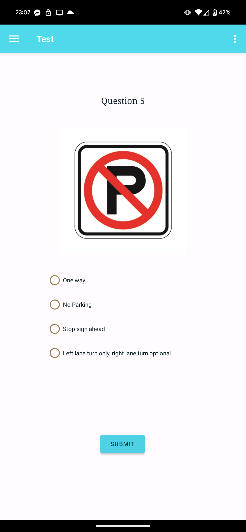 23:07
42%
Test
Question 5
P
One way
No Parking
Stop sign ahead
Left lane turn only, right lane turn optional
SUBMIT